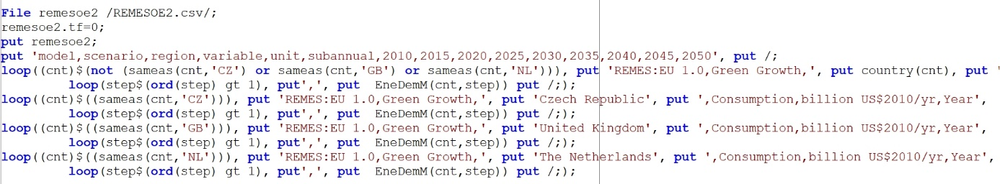 File remesoe2 /REMESOE2.csv/;
remesoe2.tf=0;
put remesoe2;
put 'model,scenario,region,variable,unit,subannual,2010,2015,2020,2025,2030,2035,2040,2045,2050', put /;
loop((cnt)$(not (sameas(cnt,'CZ') or sameas(cnt,'GB') or sameas(cnt,'NL'))), put 'REMES:EU 1.0,Green Growth,', put country(cnt), put '
loop(step$(ord(step) gt 1), put',', put  EneDemM(cnt,step)) put /;);
loop((cnt)$((sameas(cnt,'CZ'))), put 'REMES:EU 1.0,Green Growth,', put 'Czech Republic', put ',Consumption,billion US$2010/yr,Year',
loop(step$(ord(step) gt 1), put',', put  EneDemM(cnt,step)) put /;);
loop((cnt)$((sameas(cnt,'GB'))), put 'REMES:EU 1.0,Green Growth,', put 'United Kingdom', put ',Consumption,billion US$2010/yr,Year',
loop(step$(ord(step) gt 1), put',', put  EneDemM(cnt,step)) put /;);
loop((cnt)$((sameas(cnt,'NL'))), put 'REMES:EU 1.0,Green Growth,', put 'The Netherlands', put ',Consumption,billion US$2010/yr,Year',
loop(step$(ord(step) gt 1), put',', put  EneDemM(cnt,step)) put /;);